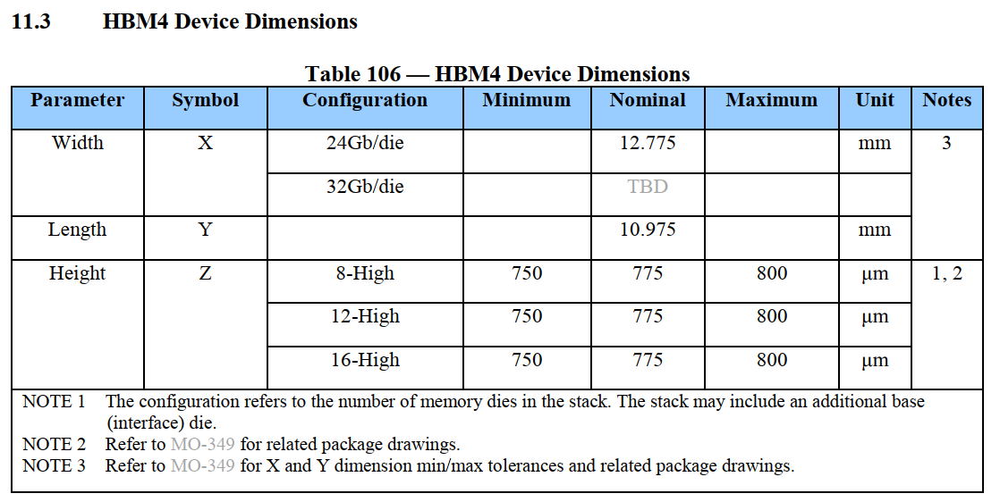 11.3 HBM4 Device Dimensions
Table 106 — HBM4 Device Dimensions
Parameter Symbol Configuration Minimum Nominal Maximum Unit Notes
Width X 24Gb/die 12.775 mm 3
32Gb/die TBD
Length Y 10.975 mm
Height Z 8-High 750 775 800 μm 1, 2
12-High 750 775 800 μm
16-High 750 775 800 μm
NOTE 1 The configuration refers to the number of memory dies in the stack. The stack may include an additional base
(interface) die.
NOTE 2 Refer to MO-349 for related package drawings.
NOTE 3 Refer to MO-349 for X and Y dimension min/max tolerances and related package drawings.